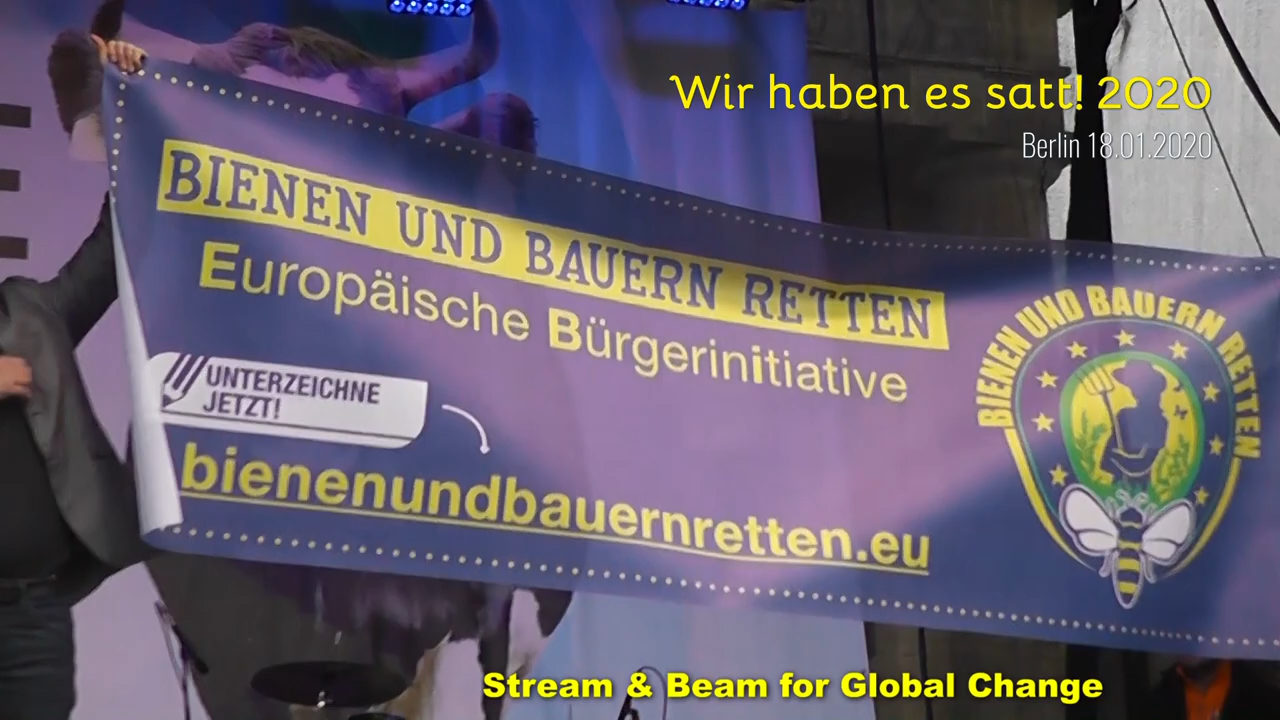 Wir haben es satt! 2020
Berlin 18.01.2020
BIENEN UND BAUERN RETTEN
Europäische Bürgerinitiative
UNTERZEICHNE
JETZT!
bienenundbauernretten.eu
BIENEN UND BAUERN RETTEN
Stream & Beam for Global Change